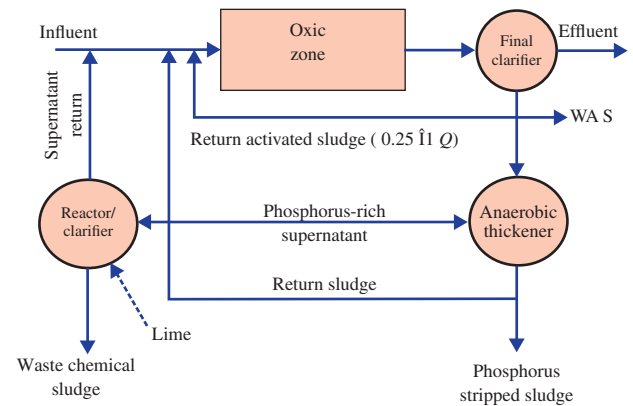 Influent
Oxic
zone
Final
clarifier
Effluent
Supernatant
return
Return activated sludge ( 0.25 Î1 Q)
WA S
Reactor/
clarifier
Phosphorus-rich
supernatant
Anaerobic
thickener
Return sludge
Lime
Waste chemical
sludge
Phosphorus
stripped sludge